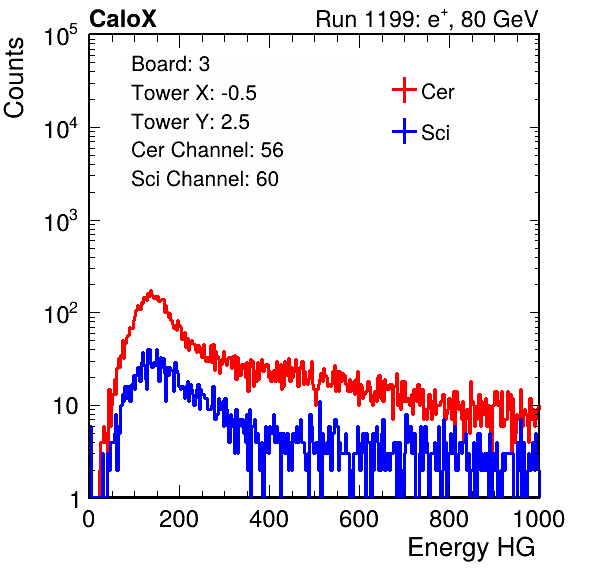 CaloX Run 1199: e⁺, 80 GeV
Counts
Board: 3
Tower X: -0.5
Tower Y: 2.5
Cer Channel: 56
Sci Channel: 60
Cer
Sci
10⁵
10⁴
10³
10²
10
1
0 200 400 600 800 1000
Energy HG